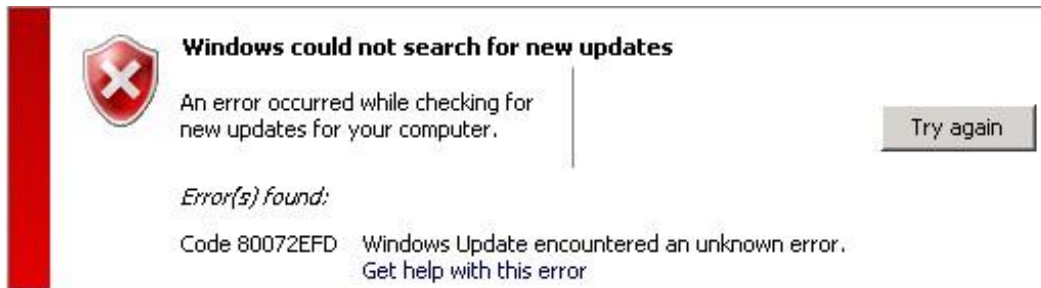 Windows could not search for new updates
An error occurred while checking for
new updates for your computer.
Try again
Error(s) found:
Code 80072EFD Windows Update encountered an unknown error.
Get help with this error